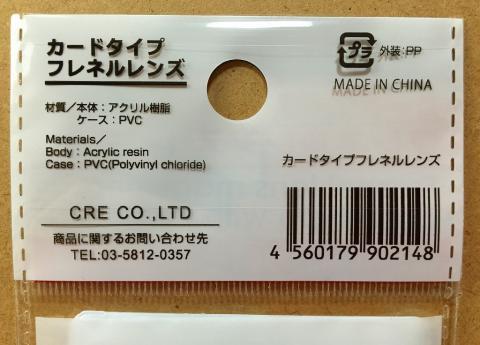 カードタイプ
フレネルレンズ
材質／本体：アクリル樹脂
ケース：PVC
Materials／
Body : Acrylic resin
Case : PVC(Polyvinyl chloride)
CRE CO.,LTD
商品に関するお問い合わせ先
TEL:03-5812-0357
プラ 外装:PP
MADE IN CHINA
カードタイプフレネルレンズ
4 560179 902148